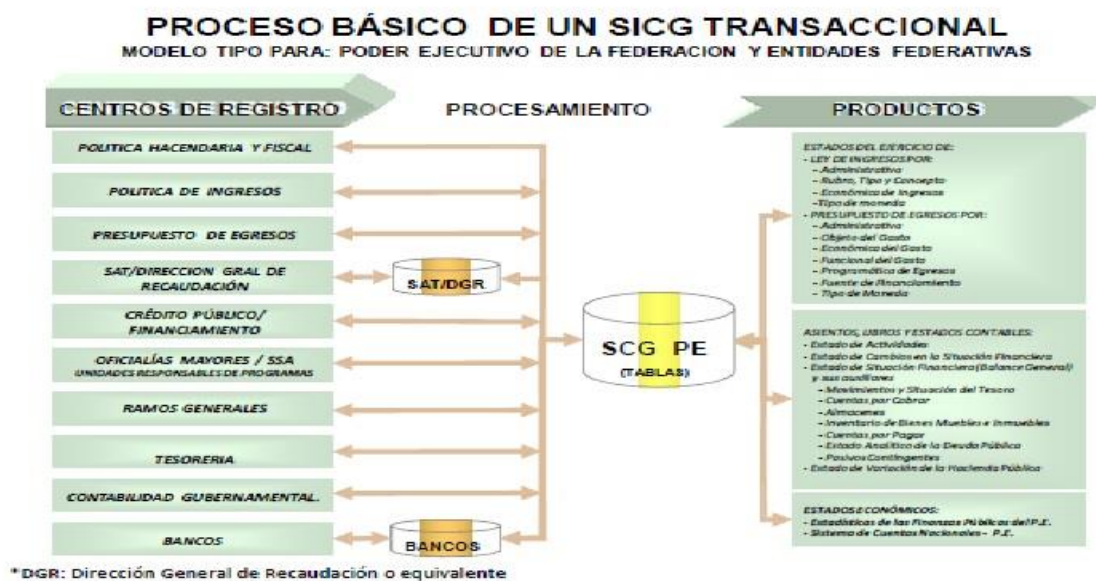 PROCESO BÁSICO DE UN SICG TRANSACCIONAL
MODELO TIPO PARA: PODER EJECUTIVO DE LA FEDERACION Y ENTIDADES FEDERATIVAS
CENTROS DE REGISTRO
PROCESAMIENTO
PRODUCTOS
POLITICA HACENDARIA Y FISCAL
POLITICA DE INGRESOS
PRESUPUESTO DE EGRESOS
SAT/DIRECCION GRAL DE
RECAUDACIÓN
CRÉDITO PÚBLICO/
FINANCIAMIENTO
OFICIALÍAS MAYORES / SSA
UNIDADES RESPONSABLES DE PROGRAMAS
RAMOS GENERALES
TESORERIA
CONTABILIDAD GUBERNAMENTAL.
BANCOS
SAT/DGR
BANCOS
SCG PE
(TABLAS)
ESTADOS DEL EJERCICIO DE:
- LEY DE INGRESOS POR:
- Administrativa
- Rubro, Tipo y Concepto
- Económica de Ingresos
- Tipo de moneda
- PRESUPUESTO DE EGRESOS POR:
- Administrativa
- Objeto del Gasto
- Económica del Gasto
- Funcional del Gasto
- Programática de Egresos
- Fuente de Financiamiento
- Tipo de Moneda
ASIENTOS, LIBROS Y ESTADOS CONTABLES:
- Estado de Actividades
- Estado de Cambios en la Situación Financiera
- Estado de Situación Financiera (Balance General)
y sus auxiliares
- Movimientos y Situación del Tesoro
- Cuentas por Cobrar
- Almacenes
- Inventario de Bienes Muebles e Inmuebles
- Cuentas por Pagar
- Estado Analítico de la Deuda Pública
- Pasivos Contingentes
- Estado de Variación de la Hacienda Pública
ESTADOS ECONÓMICOS:
- Estadísticas de las Finanzas Públicas del P.E.
- Sistema de Cuentas Nacionales - P.E.
*DGR: Dirección General de Recaudación o equivalente